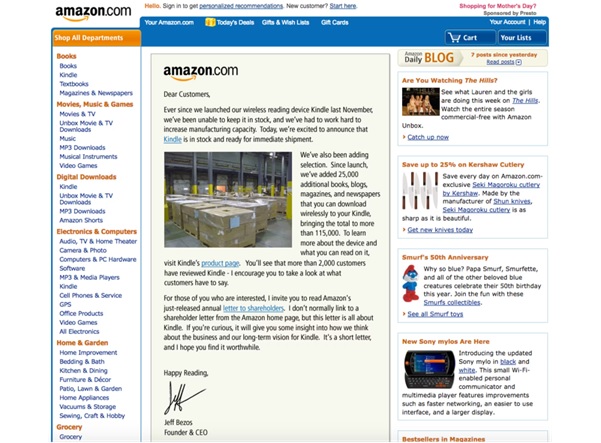 amazon.com
Hello. Sign in to get personalized recommendations. New customer? Start here.
Shopping for Mother's Day?
Sponsored by Presto
Your Amazon.com
Today's Deals
Gifts & Wish Lists
Gift Cards
Your Account | Help
Shop All Departments
Cart
Your Lists
Books
Books
Kindle
Textbooks
Magazines & Newspapers
Movies, Music & Games
Movies & TV
Unbox Movie & TV
Downloads
Music
MP3 Downloads
Musical Instruments
Video Games
Digital Downloads
Kindle
Unbox Movie & TV
Downloads
MP3 Downloads
Amazon Shorts
Electronics & Computers
Audio, TV & Home Theater
Camera & Photo
Computers & PC Hardware
Software
MP3 & Media Players
Kindle
Cell Phones & Service
GPS
Office Products
Video Games
All Electronics
Home & Garden
Home Improvement
Bedding & Bath
Kitchen & Dining
Furniture & Décor
Patio, Lawn & Garden
Home Appliances
Vacuums & Storage
Sewing, Craft & Hobby
Grocery
Grocery
amazon.com
Dear Customers,
Ever since we launched our wireless reading device Kindle last November,
we've been unable to keep it in stock, and we've had to work hard to
increase manufacturing capacity. Today, we're excited to announce that
Kindle is in stock and ready for immediate shipment.
We've also been adding
selection. Since launch,
we've added 25,000
additional books, blogs,
magazines, and newspapers
that you can download
wirelessly to your Kindle,
bringing the total to more
than 115,000. To learn
more about the device and
what you can read on it,
visit Kindle's product page. You'll see that more than 2,000 customers
have reviewed Kindle - I encourage you to take a look at what
customers have to say.
For those of you who are interested, I invite you to read Amazon's
just-released annual letter to shareholders. I don't normally link to a
shareholder letter from the Amazon home page, but this letter is all about
Kindle. If you're curious, it will give you some insight into how we think
about the business and our long-term vision for Kindle. It's a short letter,
and I hope you find it worthwhile.
Happy Reading,
Jeff
Jeff Bezos
Founder & CEO
Amazon
Daily BLOG
7 posts since yesterday
Read posts
Are You Watching The Hills?
See what Lauren and the girls
are doing this week on The Hills.
Watch the entire season
commercial-free with Amazon
Unbox.
Catch up now
Save up to 25% on Kershaw Cutlery
Save every day on Amazon.com-
exclusive Seki Magoroku cutlery
by Kershaw. Made by the
manufacturer of Shun knives,
Seki Magoroku cutlery is as
sharp as it is beautiful.
Get new knives today
Smurf's 50th Anniversary
Why so blue? Papa Smurf, Smurfette,
and all of the other beloved blue
creatures celebrate their 50th birthday
this year. Join the fun with these
Smurfs collectibles.
See all Smurf toys
New Sony mylos Are Here
Introducing the updated
Sony mylo in black and
white. This small Wi-Fi-
enabled personal
communicator and
multimedia player features improvements
such as faster networking, an easier to use
interface, and a larger display.
Bestsellers in Magazines